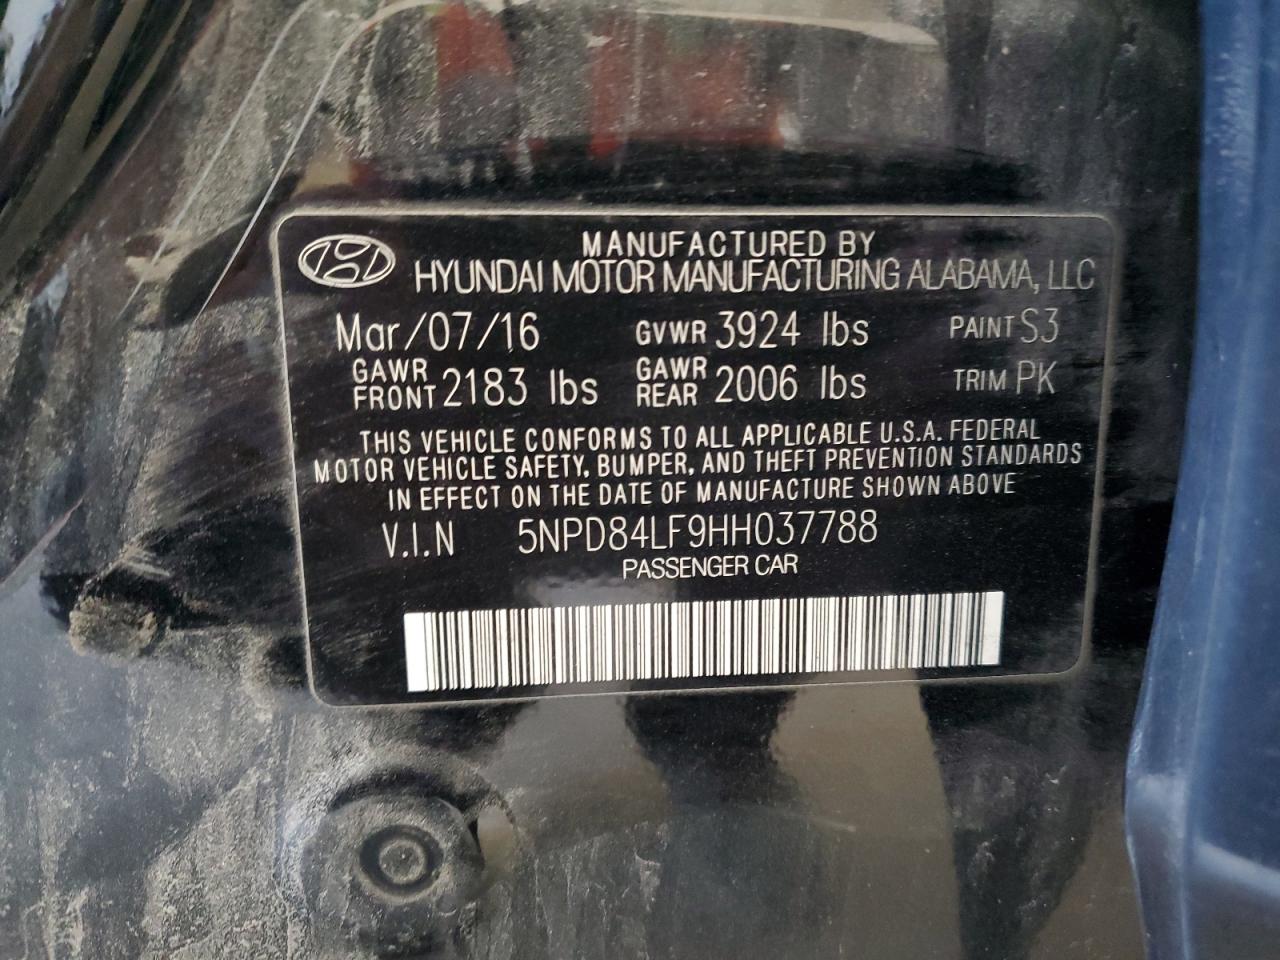 MANUFACTURED BY
HYUNDAI MOTOR MANUFACTURING ALABAMA, LLC
Mar/07/16 GVWR 3924 lbs PAINT S3
GAWR FRONT 2183 lbs GAWR REAR 2006 lbs TRIM PK
THIS VEHICLE CONFORMS TO ALL APPLICABLE U.S.A. FEDERAL
MOTOR VEHICLE SAFETY, BUMPER, AND THEFT PREVENTION STANDARDS
IN EFFECT ON THE DATE OF MANUFACTURE SHOWN ABOVE
V.I.N 5NPD84LF9HH037788
PASSENGER CAR